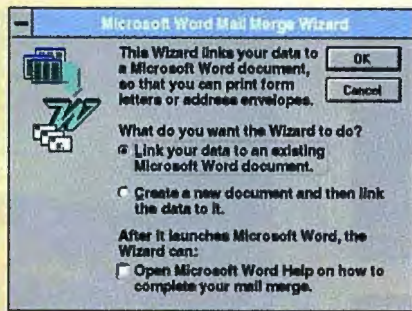 Microsoft Word Mail Merge Wizard
This Wizard links your data to
a Microsoft Word document,
so that you can print form
letters or address envelopes.
OK
Cancel
What do you want the Wizard to do?
Link your data to an existing
Microsoft Word document.
Create a new document and then link
the data to it.
After it launches Microsoft Word, the
Wizard can:
Open Microsoft Word Help on how to
complete your mail merge.